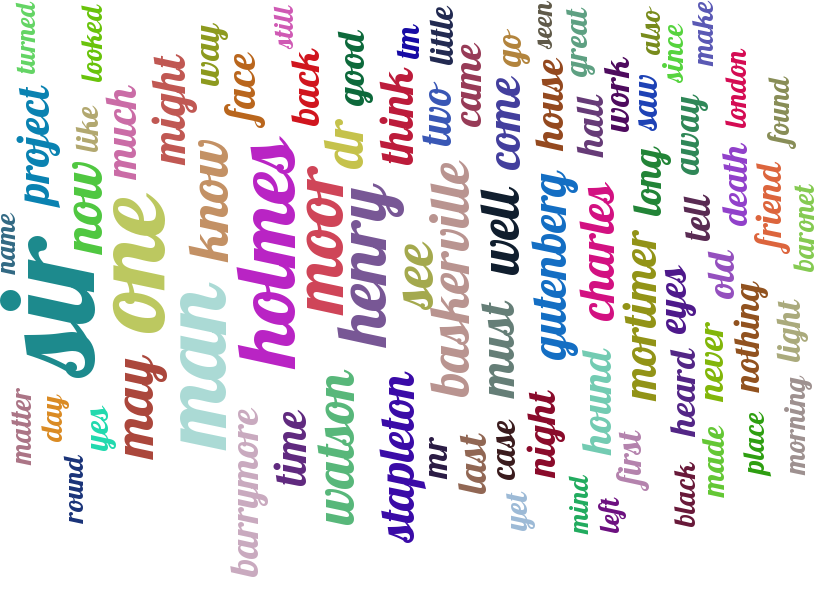 turned
looked
still
way
face
back
good
tm
little
came
go
seen
great
also
since
make
project
like
much
might
know
dr
think
two
come
house
hall
work
saw
away
london
found
name
now
one
holmes
moor
henry
see
baskerville
well
gutenberg
charles
long
tell
death
friend
baronet
sir
man
must
mortimer
eyes
old
nothing
light
matter
day
yes
may
barrymore
time
watson
stapleton
mr
last
case
night
hound
first
heard
never
made
place
morning
round
yet
mind
left
black